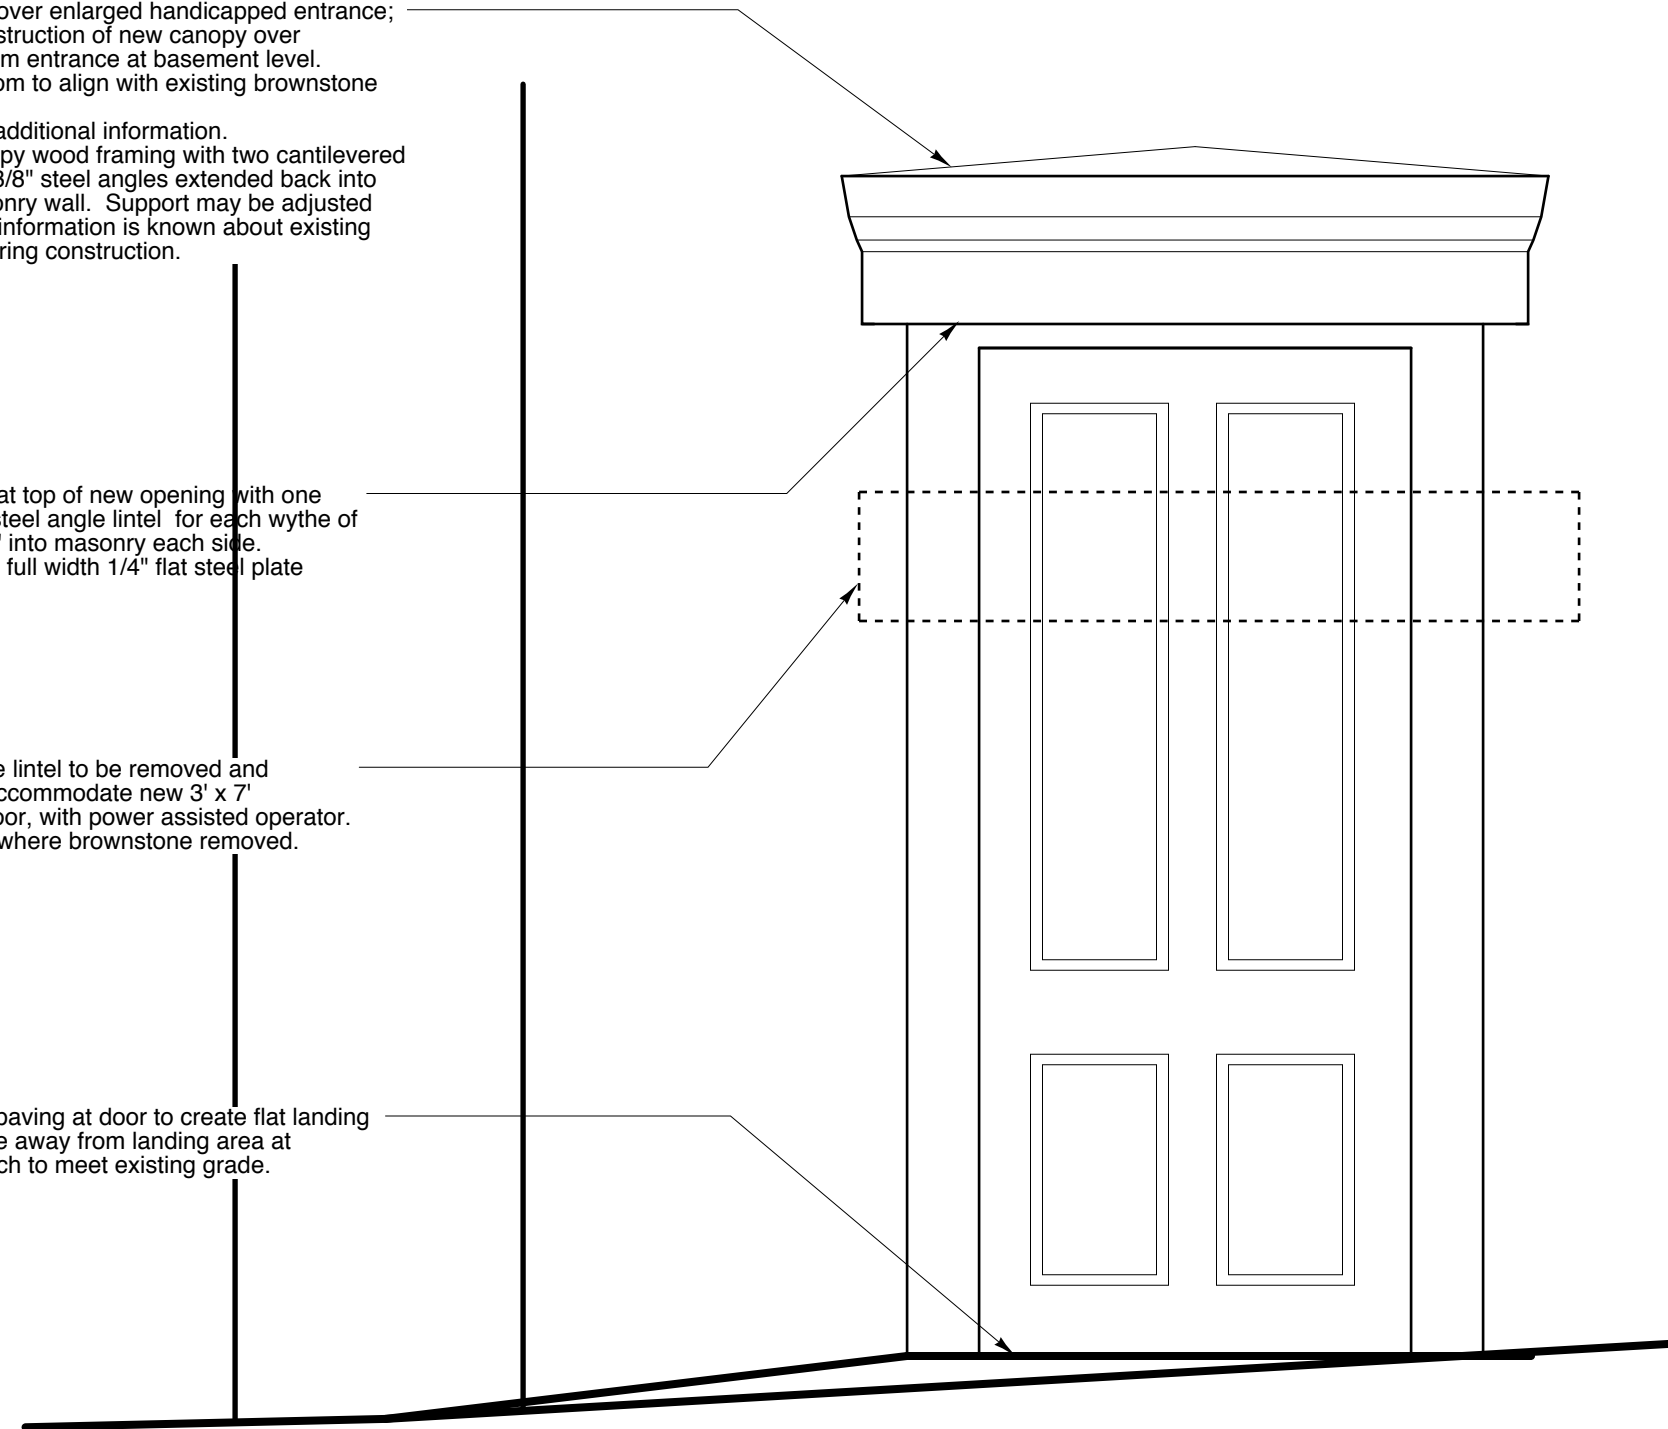 over enlarged handicapped entrance;
struction of new canopy over
m entrance at basement level.
om to align with existing brownstone
additional information.
py wood framing with two cantilevered
3/8" steel angles extended back into
onry wall.  Support may be adjusted
information is known about existing
ring construction.
at top of new opening with one
steel angle lintel  for each wythe of
" into masonry each side.
full width 1/4" flat steel plate
e lintel to be removed and
ccommodate new 3' x 7'
oor, with power assisted operator.
where brownstone removed.
paving at door to create flat landing
e away from landing area at
ch to meet existing grade.